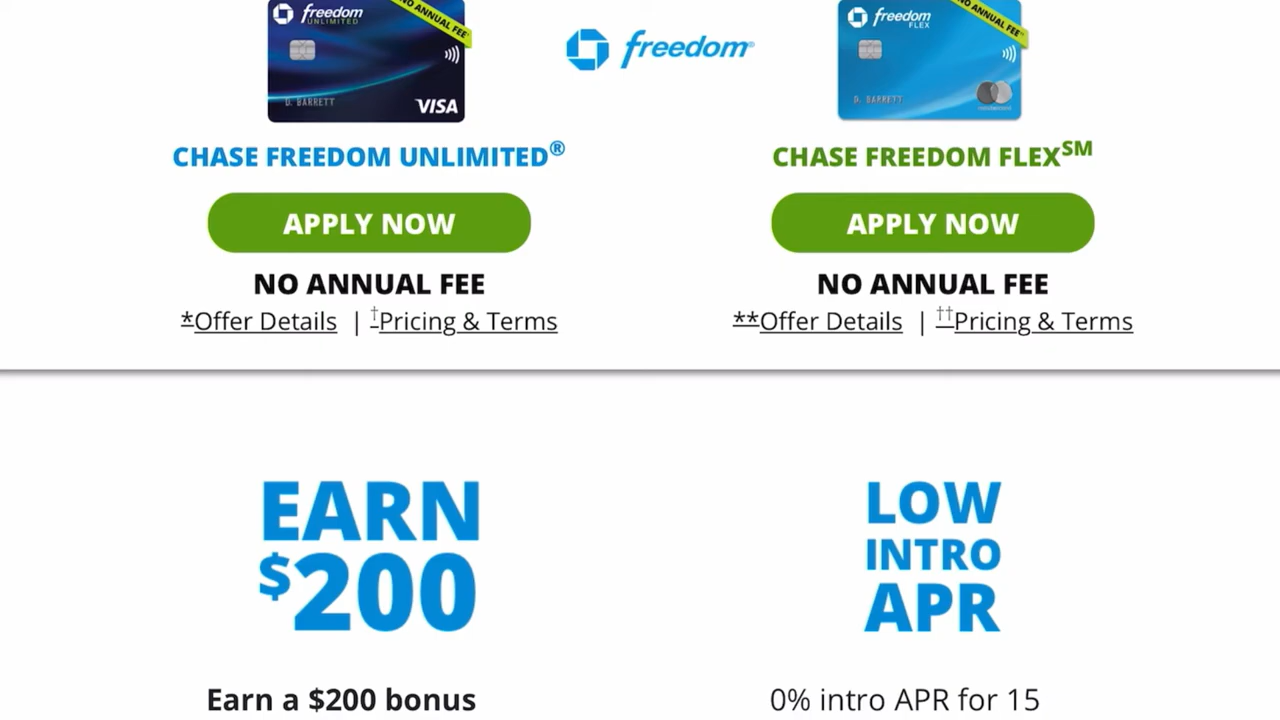 freedom
UNLIMITED
NO ANNUAL FEE
D. BARRETT
VISA
freedom
freedom
FLEX
NO ANNUAL FEE
D. BARRETT
mastercard
CHASE FREEDOM UNLIMITED®
CHASE FREEDOM FLEX℠
APPLY NOW
APPLY NOW
NO ANNUAL FEE
NO ANNUAL FEE
*Offer Details | †Pricing & Terms
**Offer Details | ††Pricing & Terms
EARN
$200
LOW
INTRO
APR
Earn a $200 bonus
0% intro APR for 15